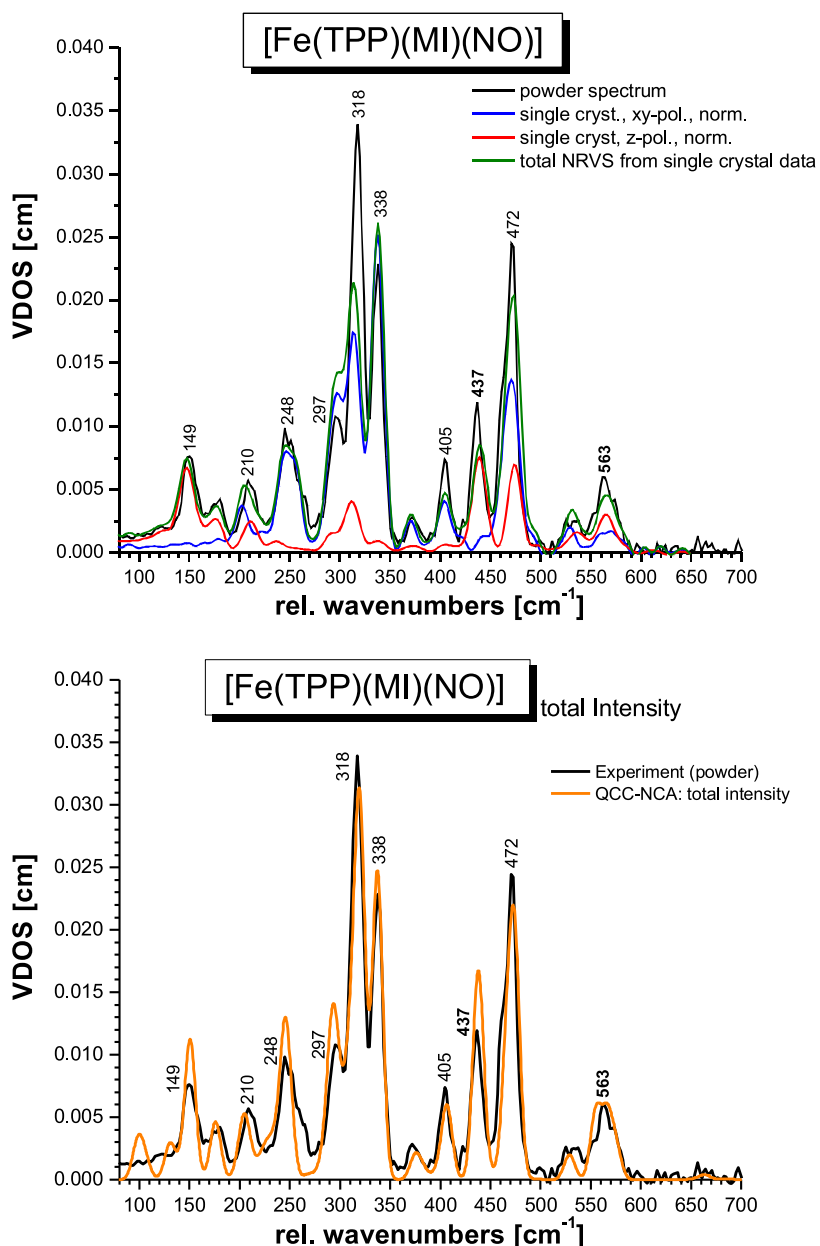 [Fe(TPP)(MI)(NO)]
0.040
0.035
0.030
0.025
0.020
0.015
0.010
0.005
0.000
VDOS [cm]
powder spectrum
single cryst., xy-pol., norm.
single cryst, z-pol., norm.
total NRVS from single crystal data
149
210
248
297
318
338
405
437
472
563
100 150 200 250 300 350 400 450 500 550 600 650 700
rel. wavenumbers [cm-1]
[Fe(TPP)(MI)(NO)]
total Intensity
0.040
0.035
0.030
0.025
0.020
0.015
0.010
0.005
0.000
VDOS [cm]
Experiment (powder)
QCC-NCA: total intensity
149
210
248
297
318
338
405
437
472
563
100 150 200 250 300 350 400 450 500 550 600 650 700
rel. wavenumbers [cm-1]